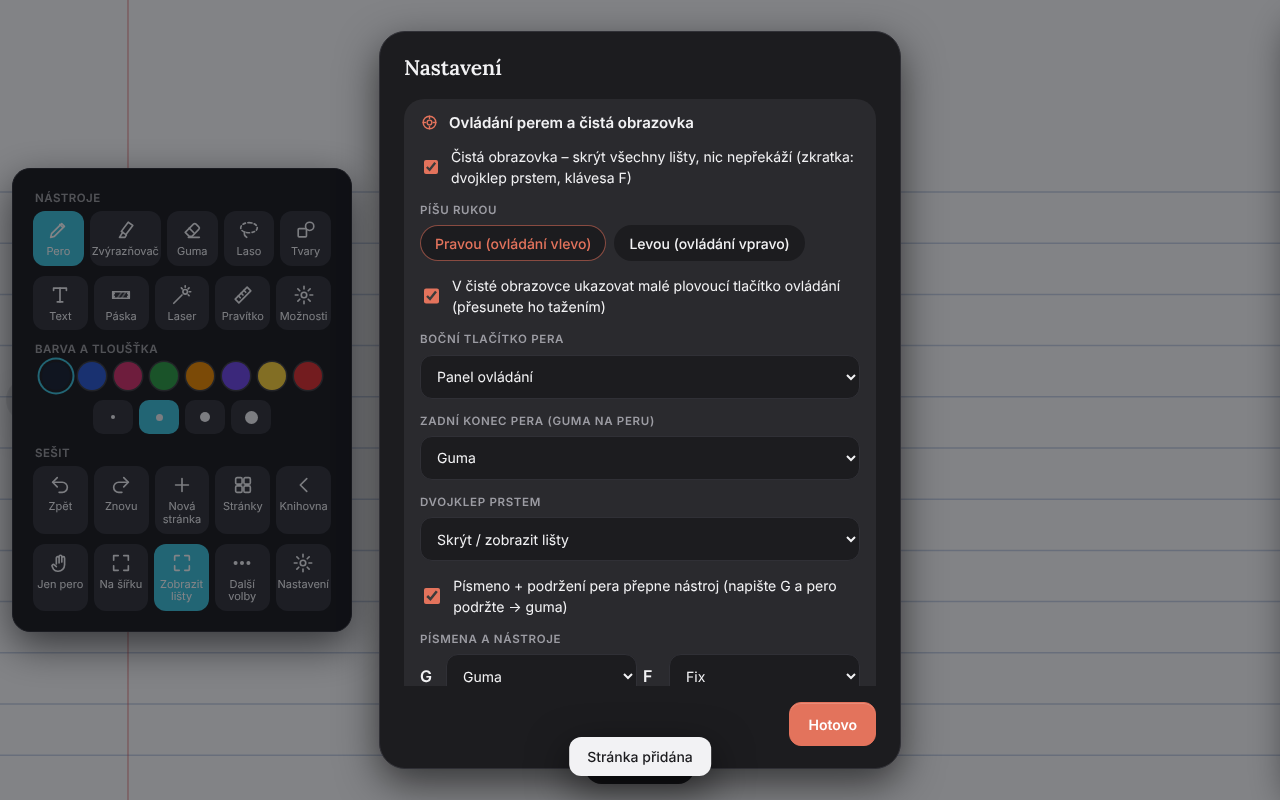 Nastavení
Ovládání perem a čistá obrazovka
Čistá obrazovka – skrýt všechny lišty, nic nepřekáží (zkratka:
dvojklep prstem, klávesa F)
PÍŠU RUKOU
Pravou (ovládání vlevo)
Levou (ovládání vpravo)
V čisté obrazovce ukazovat malé plovoucí tlačítko ovládání
(přesunete ho tažením)
BOČNÍ TLAČÍTKO PERA
Panel ovládání
ZADNÍ KONEC PERA (GUMA NA PERU)
Guma
DVOJKLEP PRSTEM
Skrýt / zobrazit lišty
Písmeno + podržení pera přepne nástroj (napište G a pero
podržte → guma)
PÍSMENA A NÁSTROJE
G Guma F Fix
Hotovo
Stránka přidána
NÁSTROJE
Pero Zvýrazňovač Guma Laso Tvary
Text Páska Laser Pravítko Možnosti
BARVA A TLOUŠŤKA
SEŠIT
Zpět Znovu Nová stránka Stránky Knihovna
Jen pero Na šířku Zobrazit lišty Další volby Nastavení